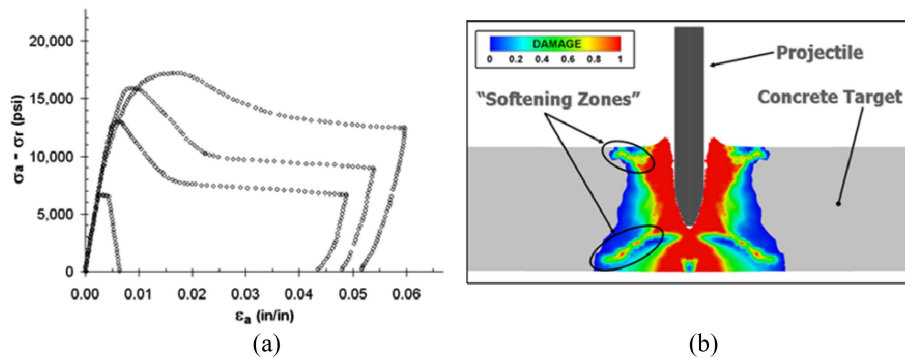 (a)
20,000
15,000
10,000
5,000
0
σa - σr (psi)
0.00 0.01 0.02 0.03 0.04 0.05 0.06
εa (in/in)
(b)
DAMAGE
0 0.2 0.4 0.6 0.8 1
Projectile
"Softening Zones"
Concrete Target
(a)
(b)